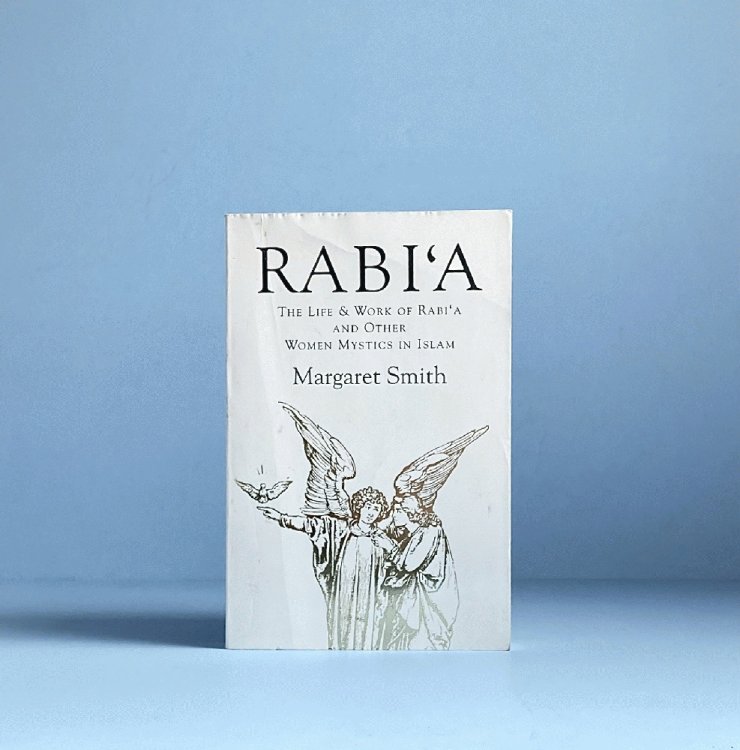 RABI‘A
The Life & Work of Rabi‘a
and Other
Women Mystics in Islam
Margaret Smith